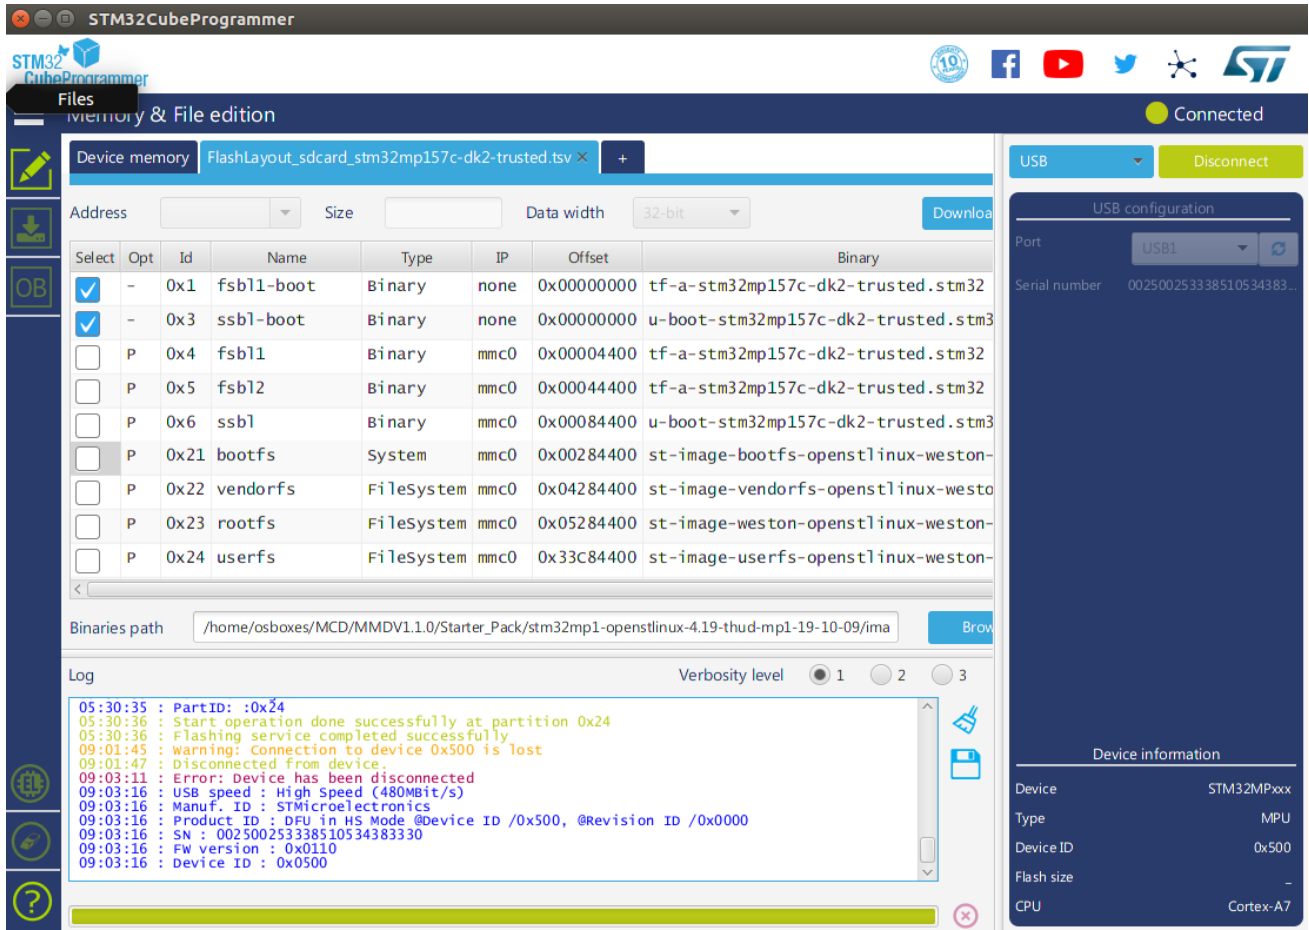 STM32CubeProgrammer
STM32
CubeProgrammer
10
Files
Memory & File edition
Connected
Device memory FlashLayout_sdcard_stm32mp157c-dk2-trusted.tsv +
USB Disconnect
Address Size Data width 32-bit Downloa
USB configuration
Port USB1
Serial number 002500253338510534383...
Select Opt Id Name Type IP Offset Binary
- 0x1 fsbl1-boot Binary none 0x00000000 tf-a-stm32mp157c-dk2-trusted.stm32
- 0x3 ssbl-boot Binary none 0x00000000 u-boot-stm32mp157c-dk2-trusted.stm3
P 0x4 fsbl1 Binary mmc0 0x00004400 tf-a-stm32mp157c-dk2-trusted.stm32
P 0x5 fsbl2 Binary mmc0 0x00044400 tf-a-stm32mp157c-dk2-trusted.stm32
P 0x6 ssbl Binary mmc0 0x00084400 u-boot-stm32mp157c-dk2-trusted.stm3
P 0x21 bootfs System mmc0 0x00284400 st-image-bootfs-openstlinux-weston-
P 0x22 vendorfs FileSystem mmc0 0x04284400 st-image-vendorfs-openstlinux-westo
P 0x23 rootfs FileSystem mmc0 0x05284400 st-image-weston-openstlinux-weston-
P 0x24 userfs FileSystem mmc0 0x33C84400 st-image-userfs-openstlinux-weston-
OB
Binaries path /home/osboxes/MCD/MMDV1.1.0/Starter_Pack/stm32mp1-openstlinux-4.19-thud-mp1-19-10-09/ima Brow
Log Verbosity level 1 2 3
05:30:35 : PartID: :0x24
05:30:36 : Start operation done successfully at partition 0x24
05:30:36 : Flashing service completed successfully
09:01:45 : Warning: Connection to device 0x500 is lost
09:01:47 : Disconnected from device.
09:03:11 : Error: Device has been disconnected
09:03:16 : USB speed : High Speed (480MBit/s)
09:03:16 : Manuf. ID : STMicroelectronics
09:03:16 : Product ID : DFU in HS Mode @Device ID /0x500, @Revision ID /0x0000
09:03:16 : SN : 002500253338510534383330
09:03:16 : FW version : 0x0110
09:03:16 : Device ID : 0x0500
Device information
Device STM32MPxxx
Type MPU
Device ID 0x500
Flash size _
CPU Cortex-A7